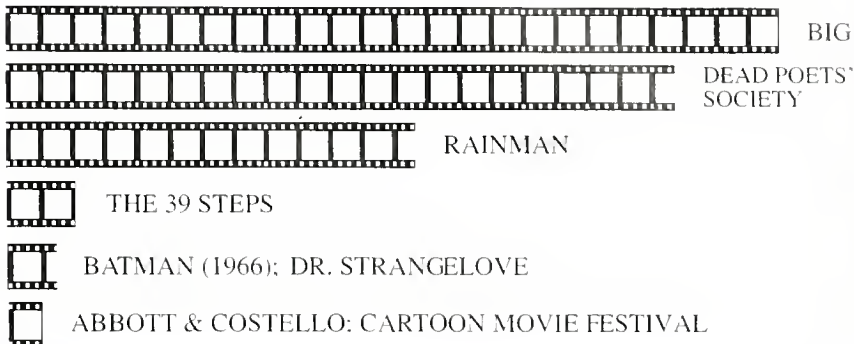 BIG
DEAD POETS'
SOCIETY
RAINMAN
THE 39 STEPS
BATMAN (1966); DR. STRANGELOVE
ABBOTT & COSTELLO: CARTOON MOVIE FESTIVAL